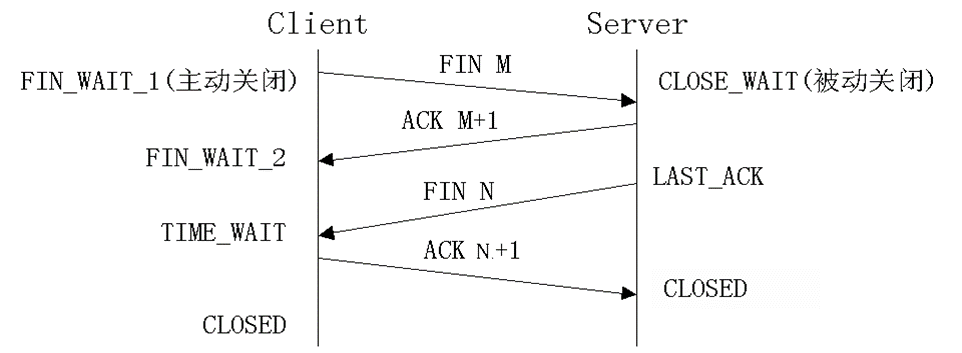 Client
Server
FIN M
FIN_WAIT_1(主动关闭)
CLOSE_WAIT(被动关闭)
ACK M+1
FIN_WAIT_2
LAST_ACK
FIN N
TIME_WAIT
ACK N.+1
CLOSED
CLOSED